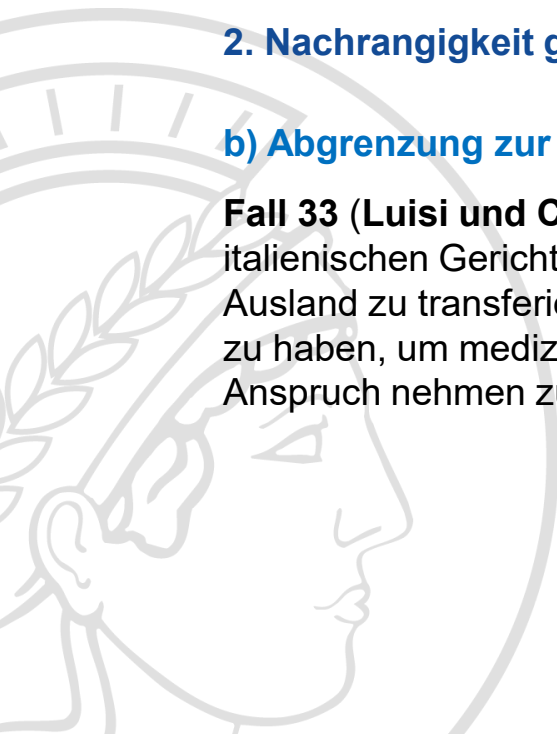 2. Nachrangigkeit g
b) Abgrenzung zur
Fall 33 (Luisi und C
italienischen Gericht
Ausland zu transferie
zu haben, um mediz
Anspruch nehmen zu